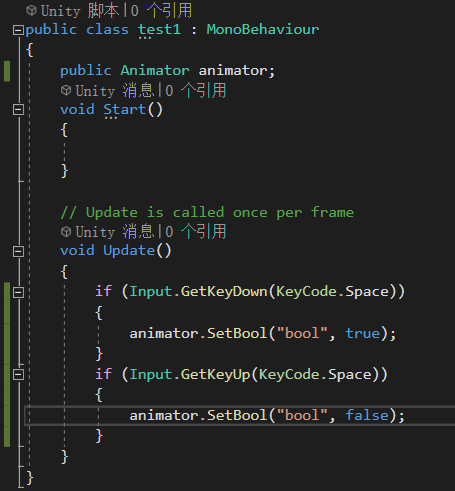 Unity 脚本|0 个引用
public class test1 : MonoBehaviour
{
public Animator animator;
Unity 消息|0 个引用
void Start()
{
}
// Update is called once per frame
Unity 消息|0 个引用
void Update()
{
if (Input.GetKeyDown(KeyCode.Space))
{
animator.SetBool("bool", true);
}
if (Input.GetKeyUp(KeyCode.Space))
{
animator.SetBool("bool", false);
}
}
}